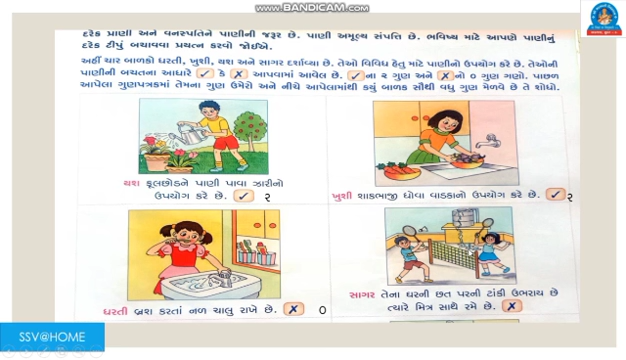 WWW.BANDICAM.COM
દરેક પ્રાણી અને વનસ્પતિને પાણીની જરૂર છે. પાણી અમૂલ્ય સંપત્તિ છે. ભવિષ્ય માટે આપણે પાણીનું
દરેક ટીપું બચાવવા પ્રયત્ન કરવો જોઈએ.
અહીં ચાર બાળકો ધરતી, ખુશી, યશ અને સાગર દર્શાવ્યા છે. તેઓ વિવિધ હેતુ માટે પાણીનો ઉપયોગ કરે છે. તેઓની
પાણીની બચતના આધારે ✓ કે ✗ આપવામાં આવેલ છે. ✓ના ૨ ગુણ અને ✗નો ૦ ગુણ ગણો. પાછળ
આપેલા ગુણપત્રકમાં તેમના ગુણ ઉમેરો અને નીચે આપેલામાંથી કયું બાળક સૌથી વધુ ગુણ મેળવે છે તે શોધો.
યશ ફૂલછોડને પાણી પાવા ઝારીનો
ઉપયોગ કરે છે. ✓ ૨
ખુશી શાકભાજી ધોવા વાડકાનો ઉપયોગ કરે છે. ✓ ૨
ધરતી બ્રશ કરતાં નળ ચાલુ રાખે છે. ✗ ૦
સાગર તેના ઘરની છત પરની ટાંકી ઉભરાય છે
ત્યારે મિત્ર સાથે રમે છે. ✗
SSV@HOME